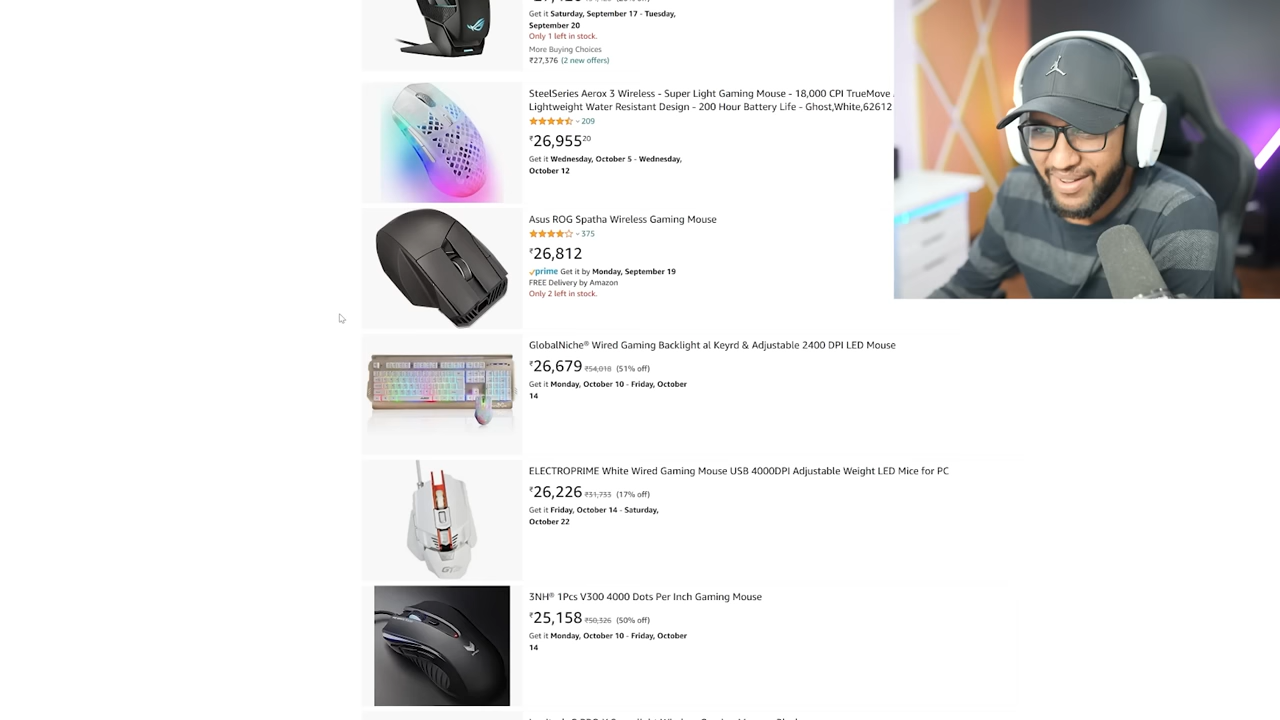 Get it Saturday, September 17 - Tuesday,
September 20
Only 1 left in stock.
More Buying Choices
₹27,376 (2 new offers)
SteelSeries Aerox 3 Wireless - Super Light Gaming Mouse - 18,000 CPI TrueMove
Lightweight Water Resistant Design - 200 Hour Battery Life - Ghost,White,62612
209
₹26,95520
Get it Wednesday, October 5 - Wednesday,
October 12
Asus ROG Spatha Wireless Gaming Mouse
375
₹26,812
prime Get it by Monday, September 19
FREE Delivery by Amazon
Only 2 left in stock.
GlobalNiche® Wired Gaming Backlight al Keyrd & Adjustable 2400 DPI LED Mouse
₹26,679 ₹54,018 (51% off)
Get it Monday, October 10 - Friday, October
14
ELECTROPRIME White Wired Gaming Mouse USB 4000DPI Adjustable Weight LED Mice for PC
₹26,226 ₹31,733 (17% off)
Get it Friday, October 14 - Saturday,
October 22
3NH® 1Pcs V300 4000 Dots Per Inch Gaming Mouse
₹25,158 ₹50,326 (50% off)
Get it Monday, October 10 - Friday, October
14